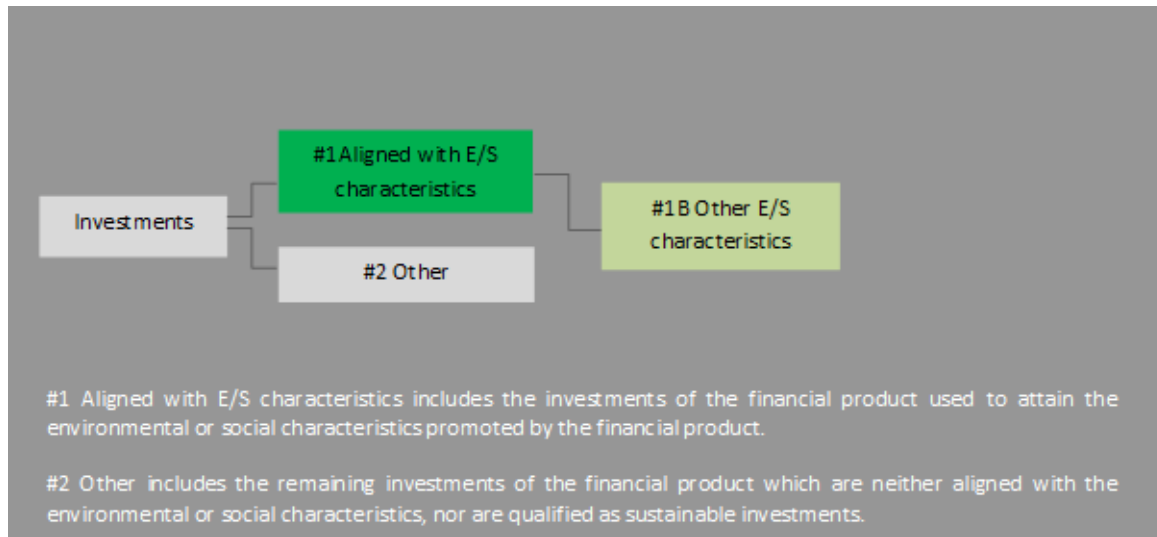 #1Aligned with E/S
characteristics
Investments
#1B Other E/S
characteristics
#2 Other
#1 Aligned with E/S characteristics includes the investments of the financial product used to attain the
environmental or social characteristics promoted by the financial product.
#2 Other includes the remaining investments of the financial product which are neither aligned with the
environmental or social characteristics, nor are qualified as sustainable investments.